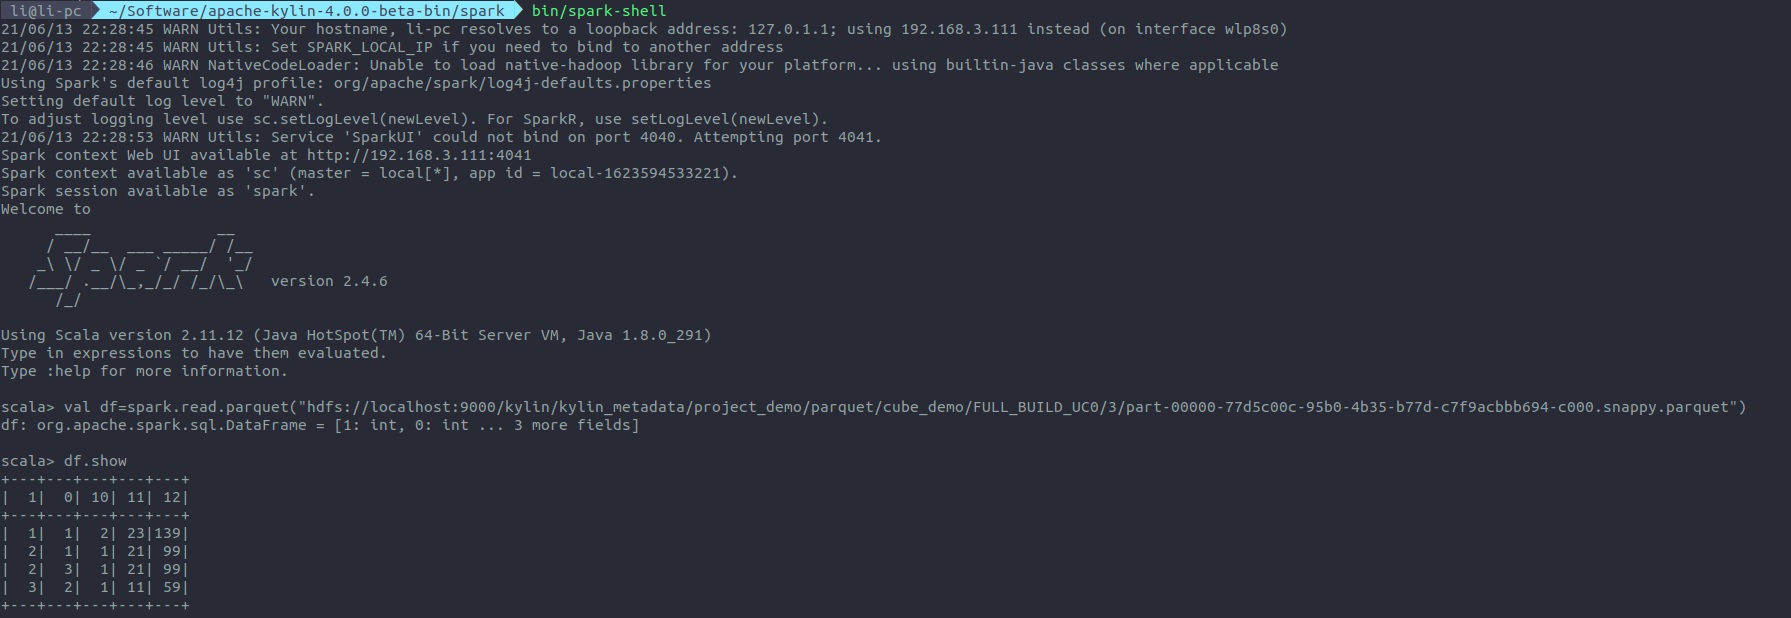 li@li-pc ~/Software/apache-kylin-4.0.0-beta-bin/spark bin/spark-shell
21/06/13 22:28:45 WARN Utils: Your hostname, li-pc resolves to a loopback address: 127.0.1.1; using 192.168.3.111 instead (on interface wlp8s0)
21/06/13 22:28:45 WARN Utils: Set SPARK_LOCAL_IP if you need to bind to another address
21/06/13 22:28:46 WARN NativeCodeLoader: Unable to load native-hadoop library for your platform... using builtin-java classes where applicable
Using Spark's default log4j profile: org/apache/spark/log4j-defaults.properties
Setting default log level to "WARN".
To adjust logging level use sc.setLogLevel(newLevel). For SparkR, use setLogLevel(newLevel).
21/06/13 22:28:53 WARN Utils: Service 'SparkUI' could not bind on port 4040. Attempting port 4041.
Spark context Web UI available at http://192.168.3.111:4041
Spark context available as 'sc' (master = local[*], app id = local-1623594533221).
Spark session available as 'spark'.
Welcome to
      ____              __
     / __/__  ___ _____/ /__
    _\ \/ _ \/ _ `/ __/  '_/
   /___/ .__/\_,_/_/ /_/\_\   version 2.4.6
      /_/
Using Scala version 2.11.12 (Java HotSpot(TM) 64-Bit Server VM, Java 1.8.0_291)
Type in expressions to have them evaluated.
Type :help for more information.
scala> val df=spark.read.parquet("hdfs://localhost:9000/kylin/kylin_metadata/project_demo/parquet/cube_demo/FULL_BUILD_UC0/3/part-00000-77d5c00c-95b0-4b35-b77d-c7f9acbbb694-c000.snappy.parquet")
df: org.apache.spark.sql.DataFrame = [1: int, 0: int ... 3 more fields]
scala> df.show
+---+---+---+---+---+
|  1|  0| 10| 11| 12|
+---+---+---+---+---+
|  1|  1|  2| 23|139|
|  2|  1|  1| 21| 99|
|  2|  3|  1| 21| 99|
|  3|  2|  1| 11| 59|
+---+---+---+---+---+